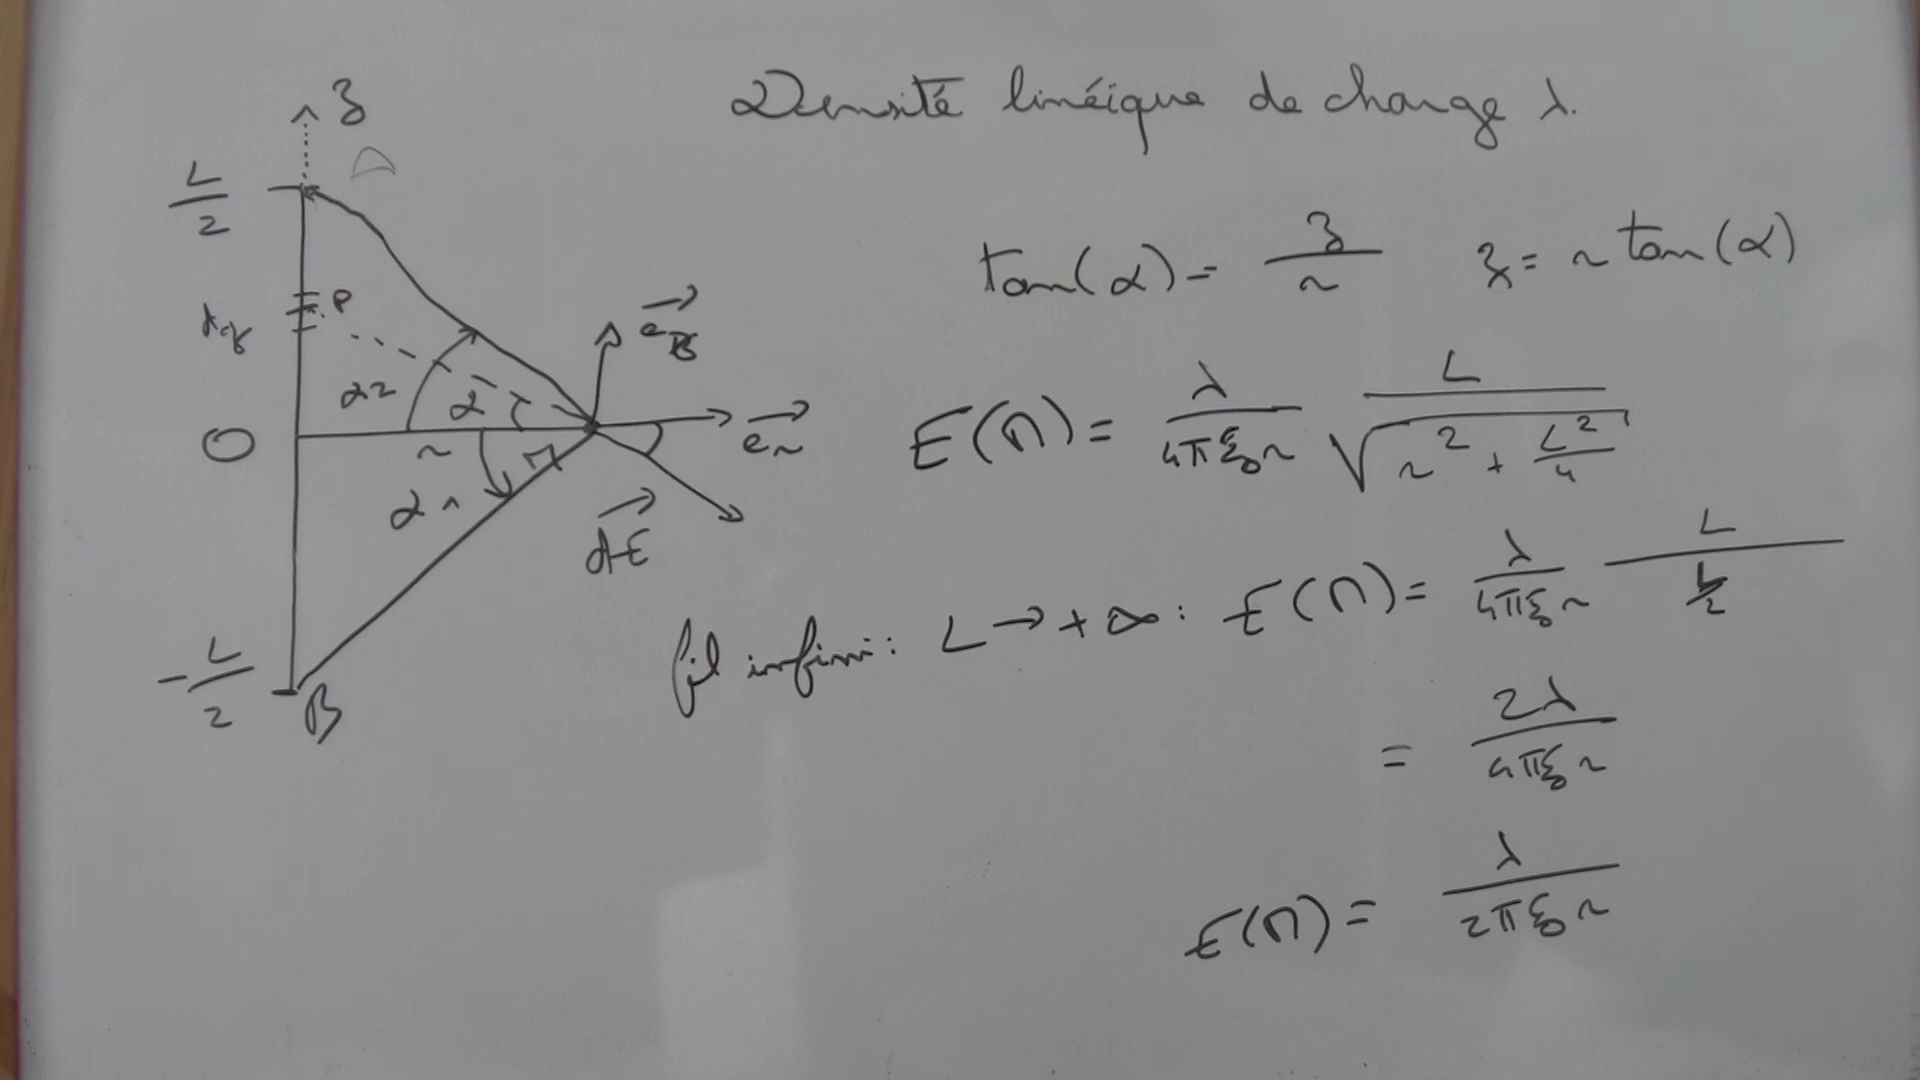 Densité linéique de charge λ.
z
L/2
tan(α) = z/r   z = r tan(α)
P
dq
e_z
α2
α
E(M) = λ/(4πε₀r) L/√(r² + L²/4)
O
r
M
e_r
α1
dE
fil infini: L → +∞: E(M) = λ/(4πε₀r) L/(L/2)
-L/2
B
= 2λ/(4πε₀r)
E(M) = λ/(2πε₀r)